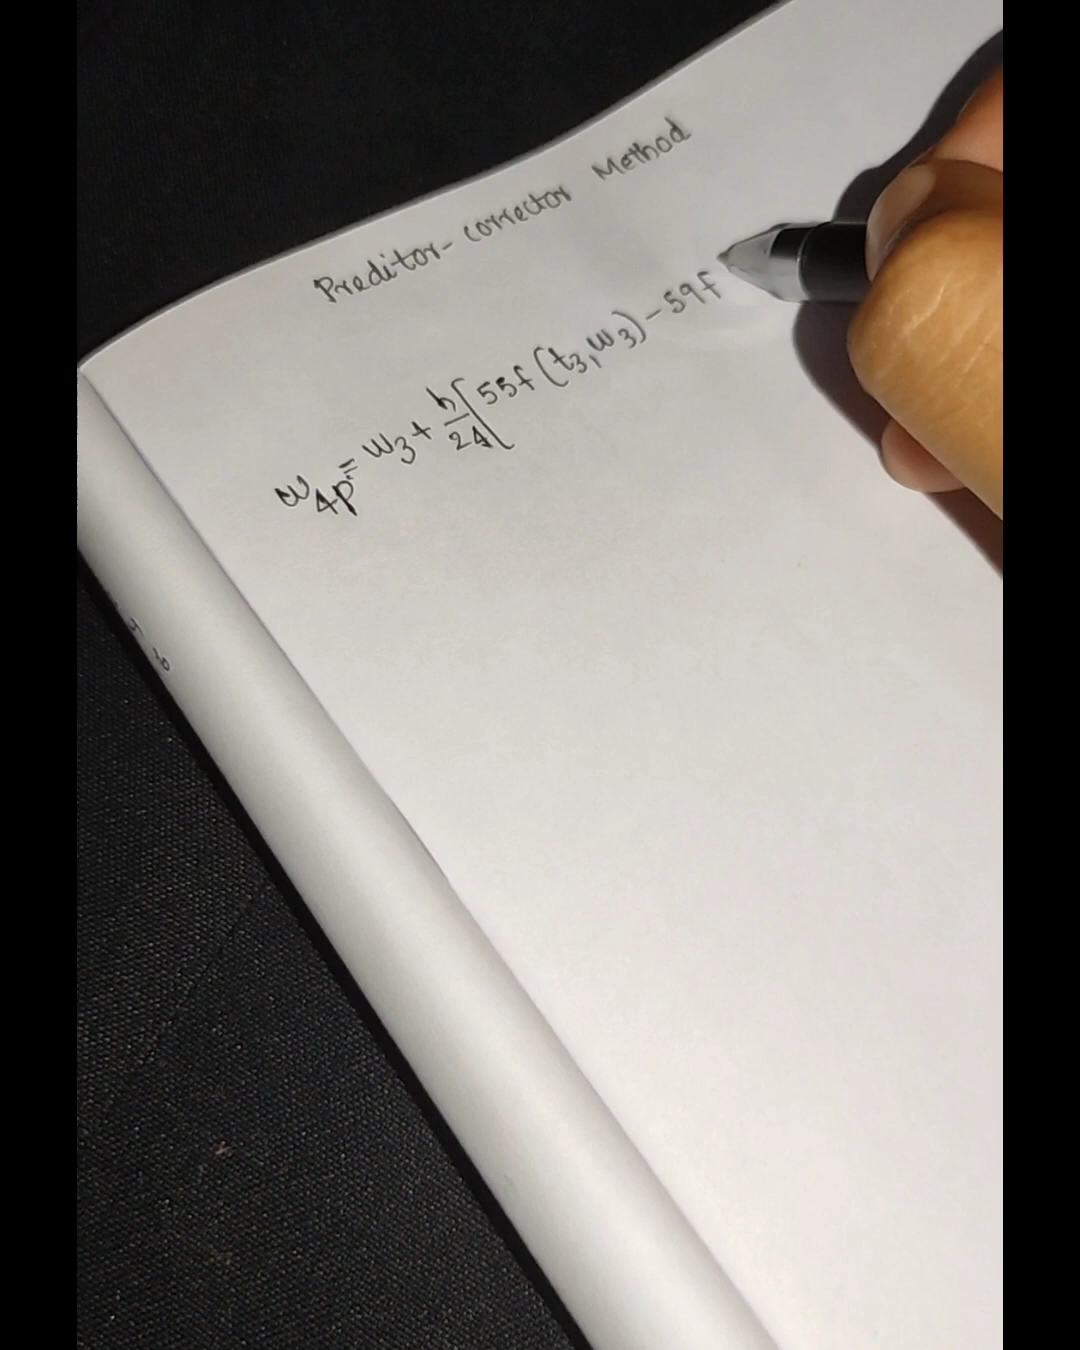 Preditor-corrector Method
w₄ₚ = w₃ + h/24 [55f (t₃, w₃) - 59f